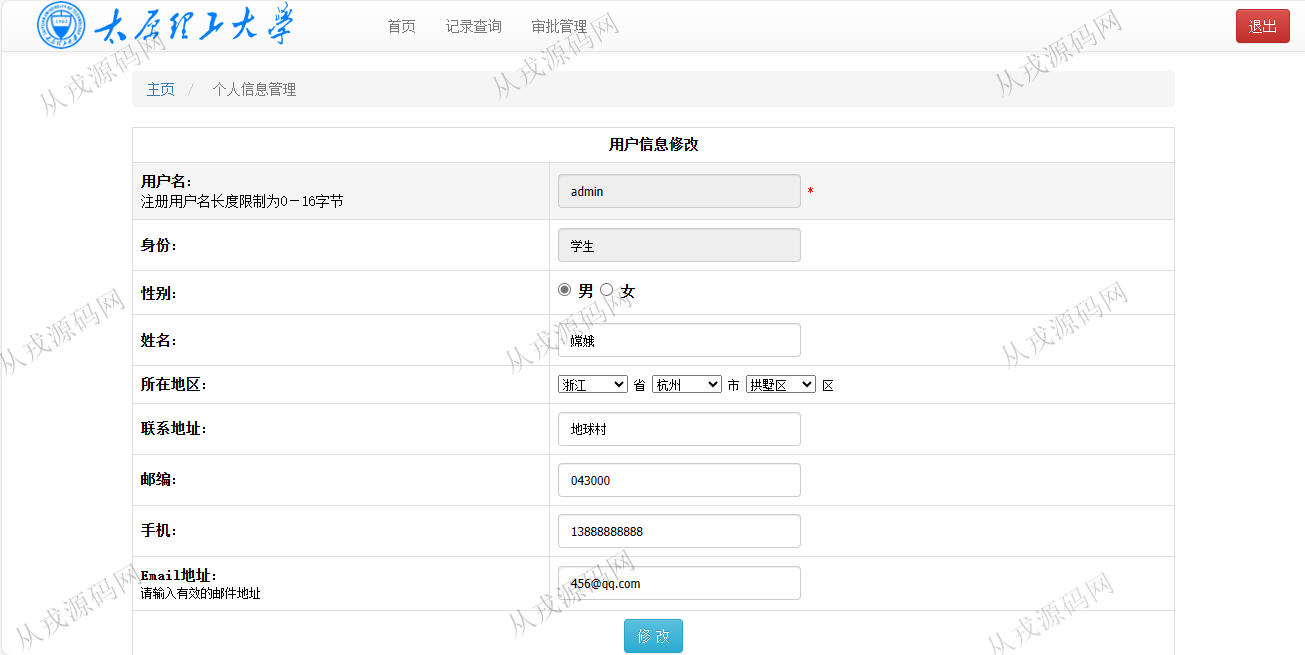 太原理工大学 首页 记录查询 审批管理 退出
主页 / 个人信息管理
用户信息修改
用户名：
注册用户名长度限制为0－16字节
admin *
身份： 学生
性别： 男 女
姓名： 嫦娥
所在地区： 浙江 省 杭州 市 拱墅区 区
联系地址： 地球村
邮编： 043000
手机： 13888888888
Email地址：
请输入有效的邮件地址
456@qq.com
修 改
从戎源码网
从戎源码网
从戎源码网
从戎源码网
从戎源码网
从戎源码网
从戎源码网
从戎源码网
从戎源码网